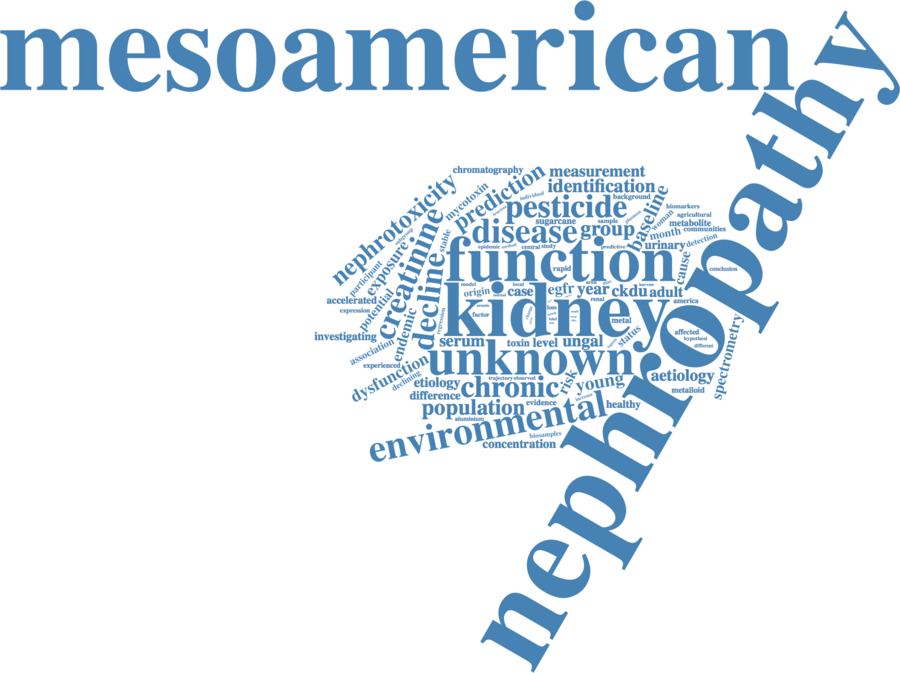 mesoamerican
nephropathy
chromatography
measurement
nephrotoxicity
mycotoxin
prediction
individual
identification
background
pesticide
baseline
woman
biomarkers
agricultural
metabolite
communities
sugarcane
sample
disease
group
month
detection
urinary
epidemic
central
study
predictive
participant
exposure
creatinine
stable
decline
function
rapid
cause
conclusion
accelerated
expression
potential
model
origin
case
local
egfr
year
renal
ckdu
adult
america
kidney
factor
metal
investigating
endemic
regression
serum
toxin
level
ungal
status
affected
hypothesi
different
association
experienced
dysfunction
declining
unknown
spectrometry
etiology
difference
trajectory
observed
chronic
risk
young
aetiology
metalloid
population
evidence
increase
healthy
aluminium
environmental
biosamples
concentration